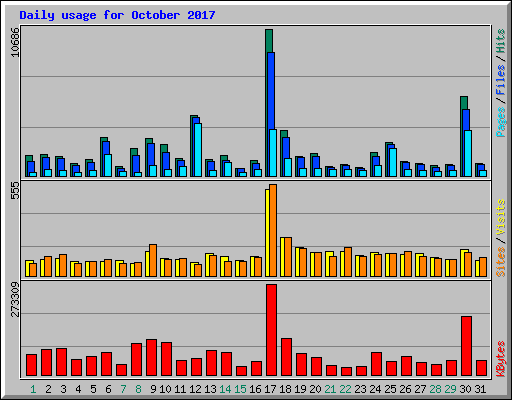 Daily usage for October 2017
10686
Pages / Files / Hits
555
Sites / Visits
273309
KBytes
1 2 3 4 5 6 7 8 9 10 11 12 13 14 15 16 17 18 19 20 21 22 23 24 25 26 27 28 29 30 31